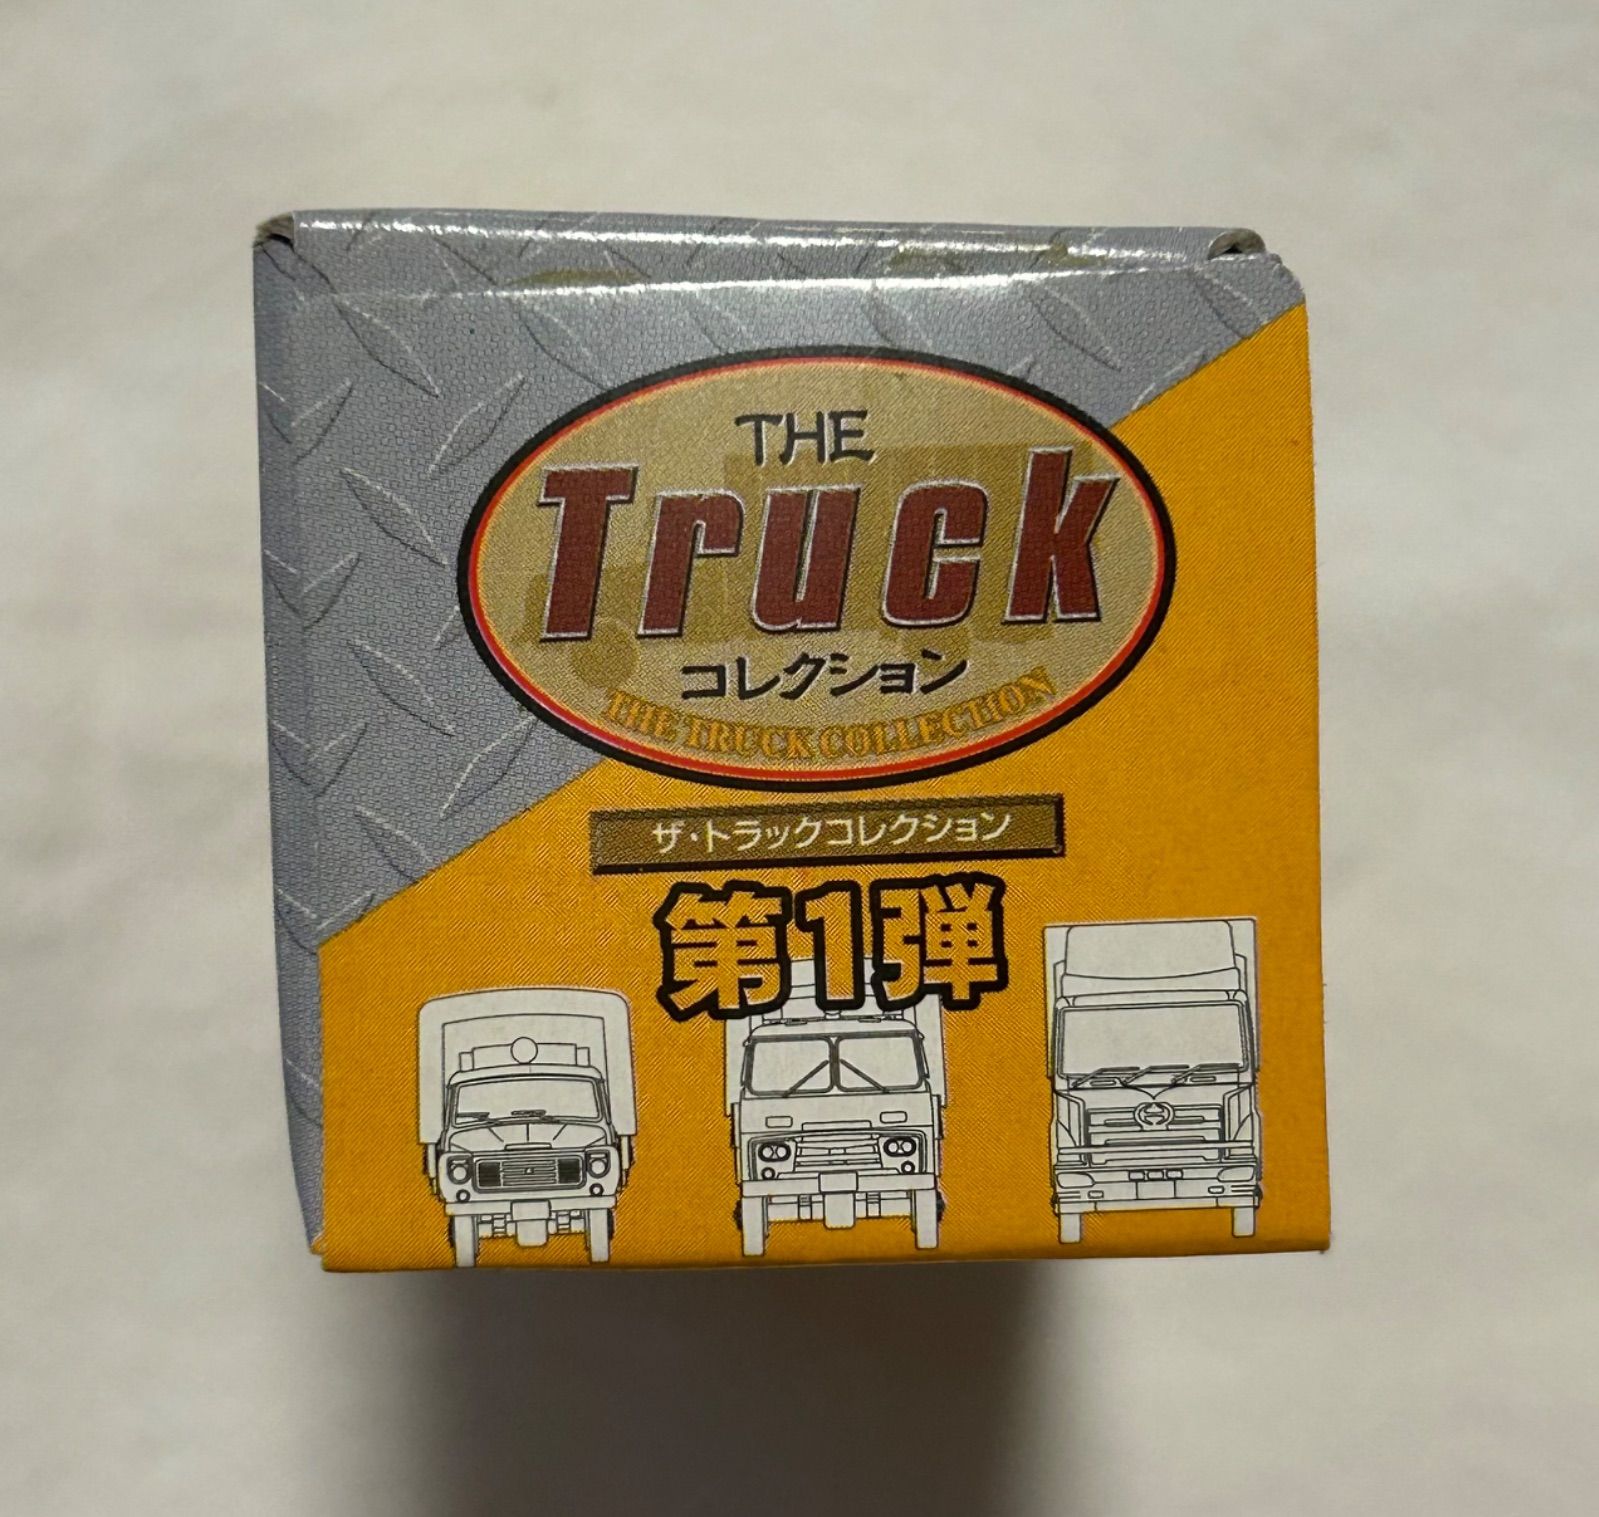 THE
Truck
コレクション
THE TRUCK COLLECTION
ザ・トラックコレクション
第1弾